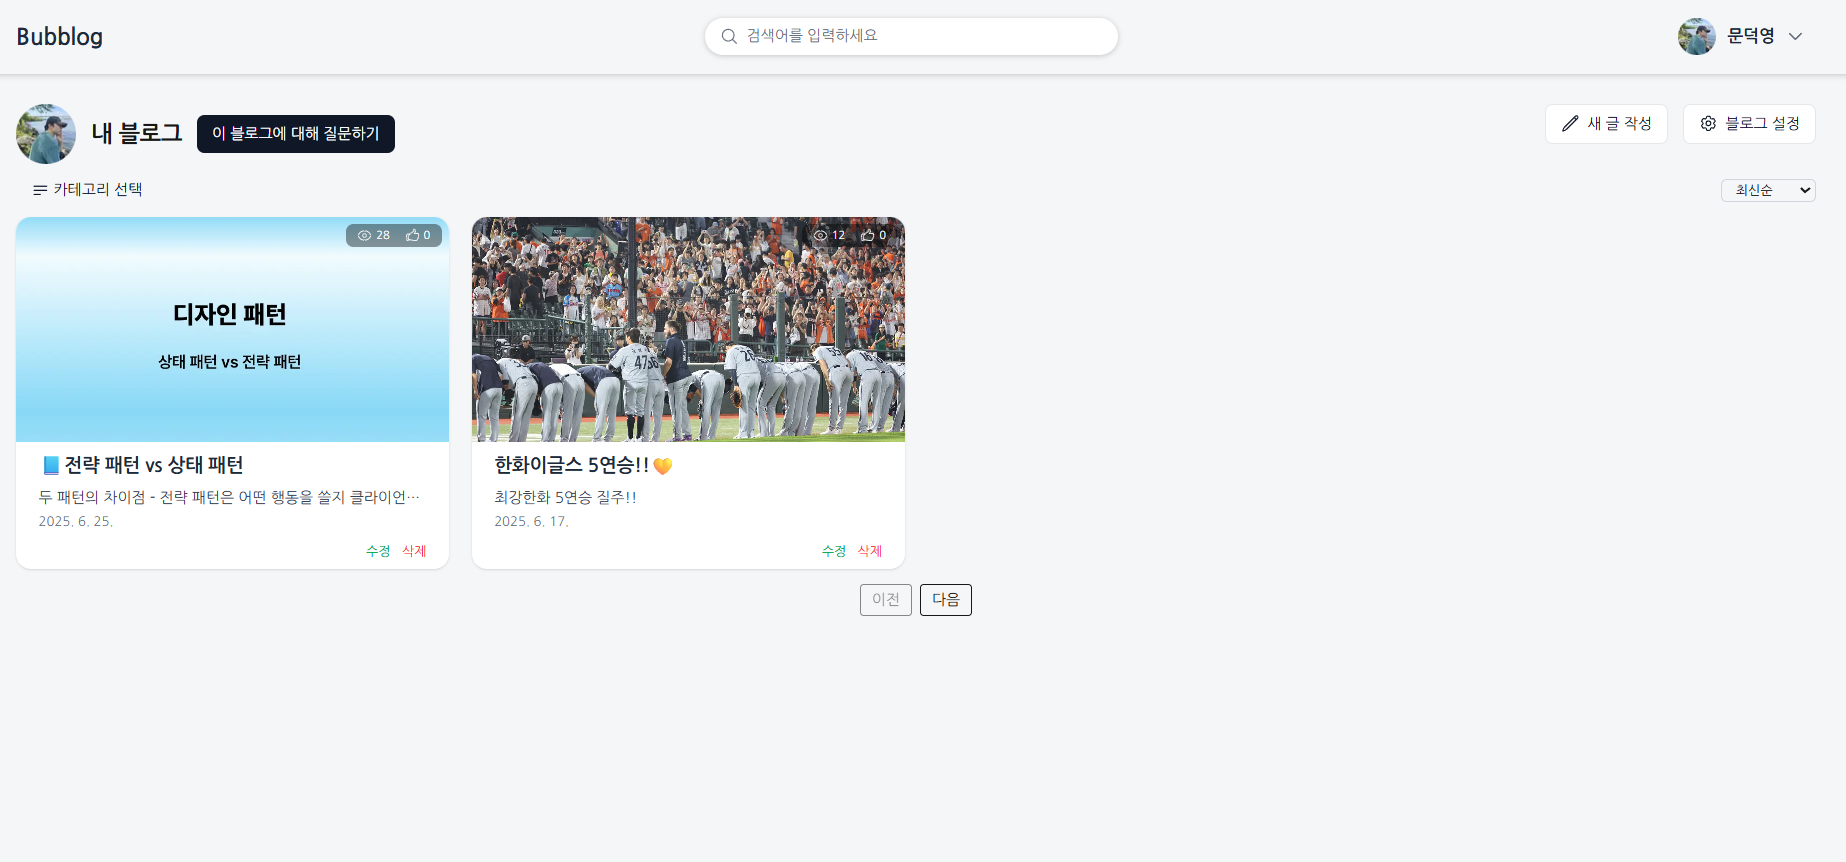 Bubblog
검색어를 입력하세요
문덕영
내 블로그
이 블로그에 대해 질문하기
새 글 작성
블로그 설정
카테고리 선택
최신순
28 0
디자인 패턴
상태 패턴 vs 전략 패턴
📘 전략 패턴 vs 상태 패턴
두 패턴의 차이점 - 전략 패턴은 어떤 행동을 쓸지 클라이언…
2025. 6. 25.
수정 삭제
12 0
47
26
한화이글스 5연승!!🧡
최강한화 5연승 질주!!
2025. 6. 17.
수정 삭제
이전 다음